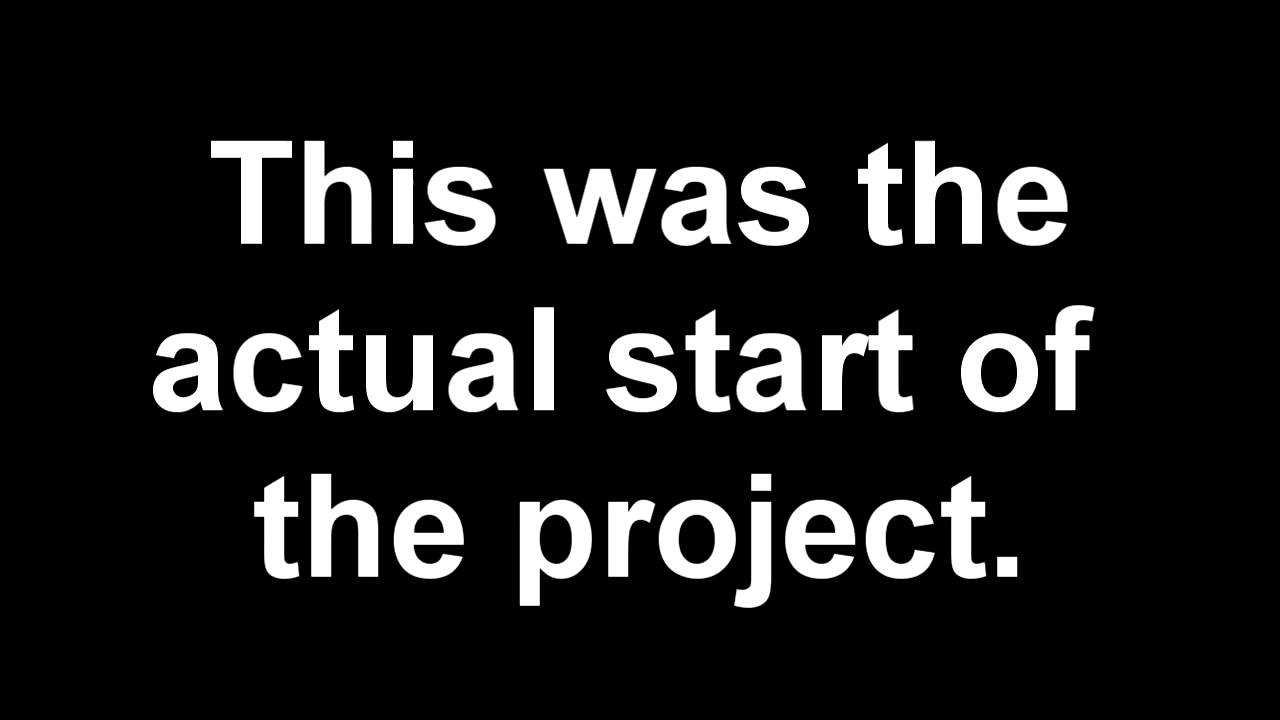 This was the
actual start of
the project.